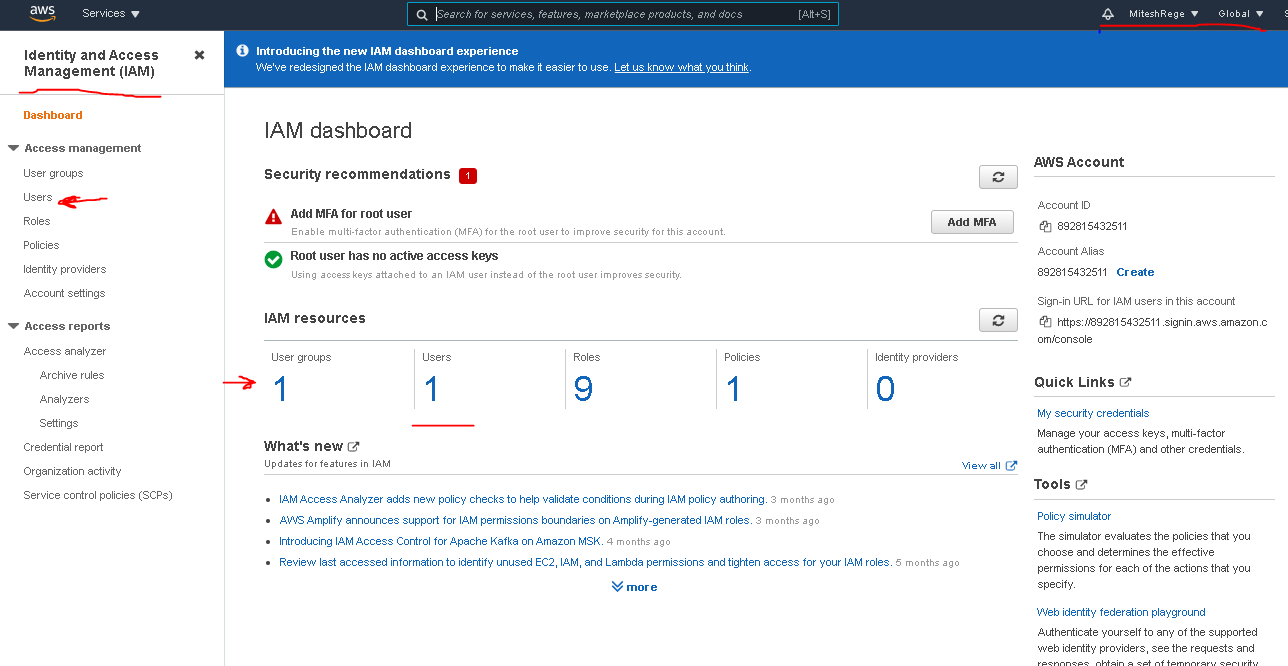 aws
Services
Search for services, features, marketplace products, and docs
[Alt+S]
MiteshRege
Global
Identity and Access
Management (IAM)
Introducing the new IAM dashboard experience
We've redesigned the IAM dashboard experience to make it easier to use. Let us know what you think.
Dashboard
Access management
User groups
Users
Roles
Policies
Identity providers
Account settings
Access reports
Access analyzer
Archive rules
Analyzers
Settings
Credential report
Organization activity
Service control policies (SCPs)
IAM dashboard
Security recommendations 1
Add MFA for root user
Enable multi-factor authentication (MFA) for the root user to improve security for this account.
Add MFA
Root user has no active access keys
Using access keys attached to an IAM user instead of the root user improves security.
IAM resources
User groups
1
Users
1
Roles
9
Policies
1
Identity providers
0
What's new
Updates for features in IAM
View all
IAM Access Analyzer adds new policy checks to help validate conditions during IAM policy authoring. 3 months ago
AWS Amplify announces support for IAM permissions boundaries on Amplify-generated IAM roles. 3 months ago
Introducing IAM Access Control for Apache Kafka on Amazon MSK. 4 months ago
Review last accessed information to identify unused EC2, IAM, and Lambda permissions and tighten access for your IAM roles. 5 months ago
more
AWS Account
Account ID
892815432511
Account Alias
892815432511 Create
Sign-in URL for IAM users in this account
https://892815432511.signin.aws.amazon.c
om/console
Quick Links
My security credentials
Manage your access keys, multi-factor
authentication (MFA) and other credentials.
Tools
Policy simulator
The simulator evaluates the policies that you
choose and determines the effective
permissions for each of the actions that you
specify.
Web identity federation playground
Authenticate yourself to any of the supported
web identity providers, see the requests and
responses, obtain a set of temporary security